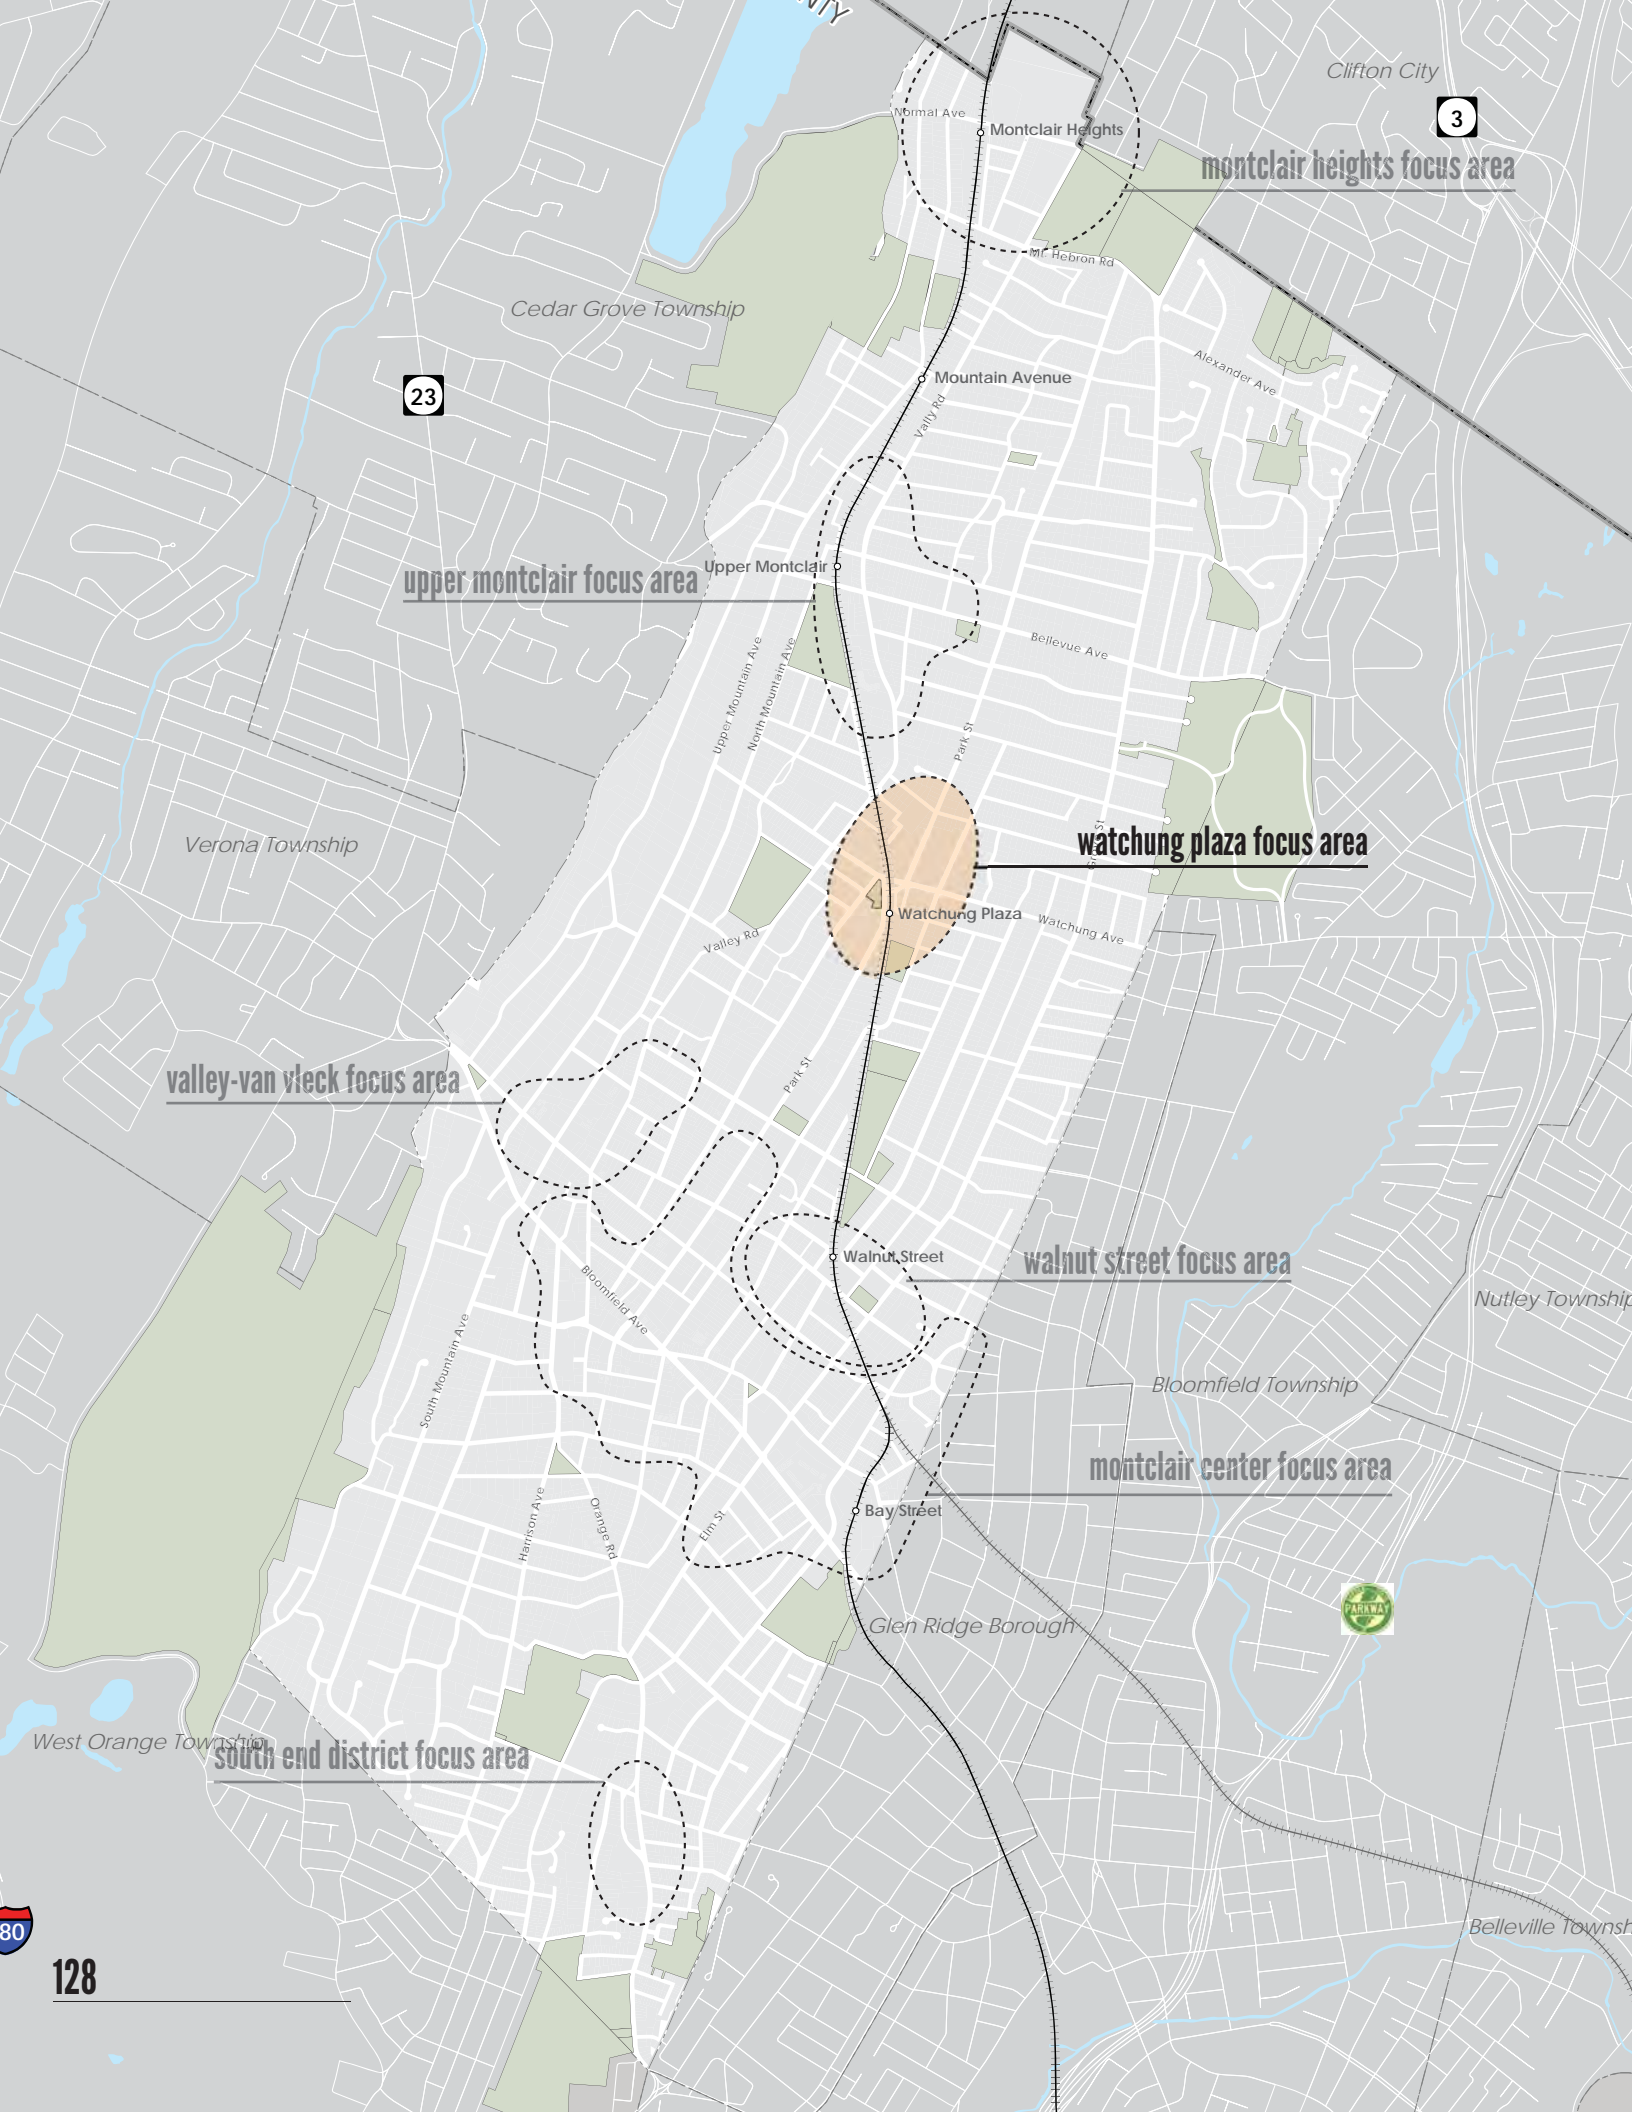 NTY
Clifton City
3
Normal Ave
Montclair Heights
montclair heights focus area
Mt. Hebron Rd
Cedar Grove Township
Alexander Ave
Mountain Avenue
23
Vally Rd
Upper Montclair
upper montclair focus area
Bellevue Ave
Upper Mountain Ave
North Mountain Ave
Park St
Verona Township
watchung plaza focus area
Watchung Plaza
Watchung Ave
Valley Rd
Park St
valley-van vleck focus area
Walnut Street
walnut street focus area
Bloomfield Ave
Nutley Township
South Mountain Ave
Bloomfield Township
montclair center focus area
Harrison Ave
Orange Rd
Elm St
Bay Street
PARKWAY
Glen Ridge Borough
West Orange Township
south end district focus area
80
Belleville Townsh
128